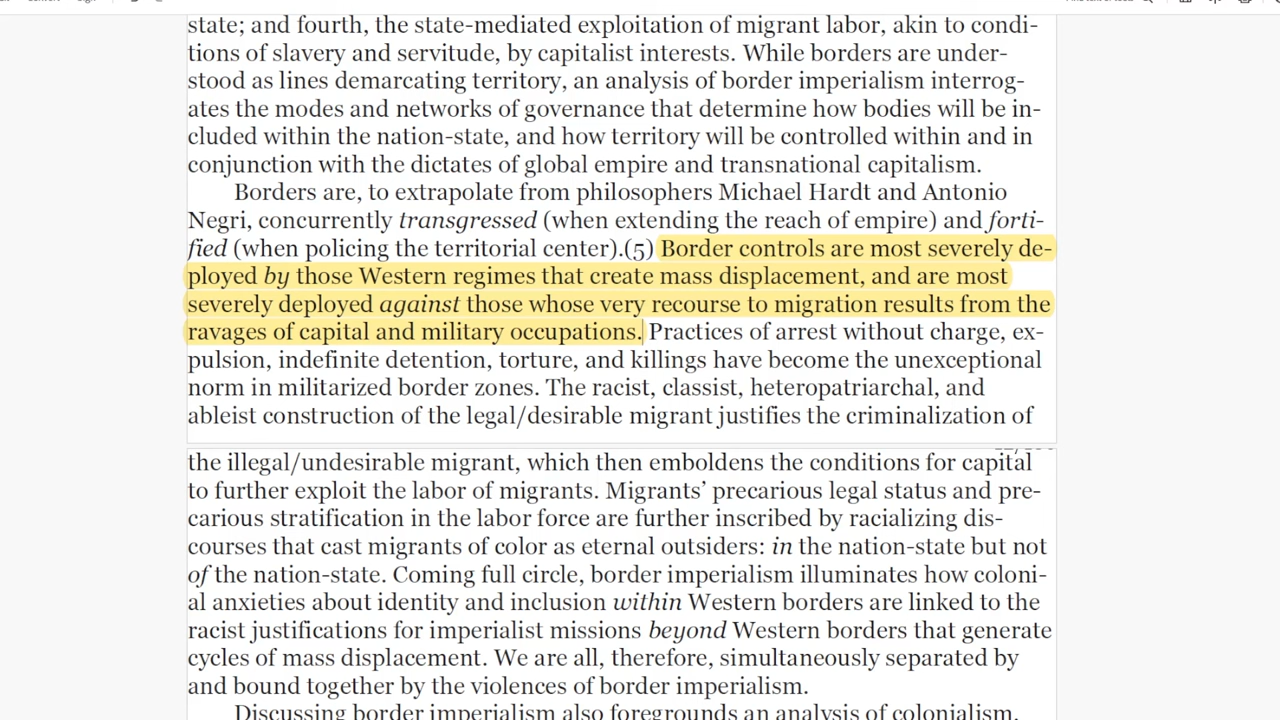 state; and fourth, the state-mediated exploitation of migrant labor, akin to condi-
tions of slavery and servitude, by capitalist interests. While borders are under-
stood as lines demarcating territory, an analysis of border imperialism interrog-
ates the modes and networks of governance that determine how bodies will be in-
cluded within the nation-state, and how territory will be controlled within and in
conjunction with the dictates of global empire and transnational capitalism.
Borders are, to extrapolate from philosophers Michael Hardt and Antonio
Negri, concurrently transgressed (when extending the reach of empire) and forti-
fied (when policing the territorial center).(5) Border controls are most severely de-
ployed by those Western regimes that create mass displacement, and are most
severely deployed against those whose very recourse to migration results from the
ravages of capital and military occupations. Practices of arrest without charge, ex-
pulsion, indefinite detention, torture, and killings have become the unexceptional
norm in militarized border zones. The racist, classist, heteropatriarchal, and
ableist construction of the legal/desirable migrant justifies the criminalization of
the illegal/undesirable migrant, which then emboldens the conditions for capital
to further exploit the labor of migrants. Migrants’ precarious legal status and pre-
carious stratification in the labor force are further inscribed by racializing dis-
courses that cast migrants of color as eternal outsiders: in the nation-state but not
of the nation-state. Coming full circle, border imperialism illuminates how coloni-
al anxieties about identity and inclusion within Western borders are linked to the
racist justifications for imperialist missions beyond Western borders that generate
cycles of mass displacement. We are all, therefore, simultaneously separated by
and bound together by the violences of border imperialism.
Discussing border imperialism also foregrounds an analysis of colonialism.